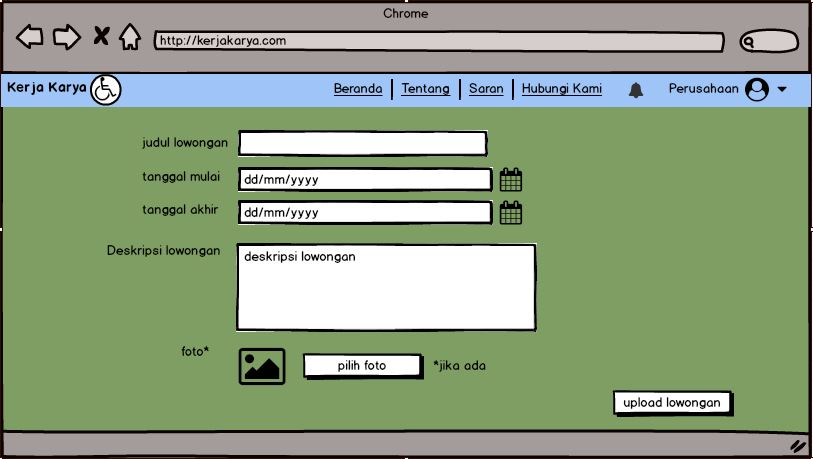 Chrome
http://kerjakarya.com
Kerja Karya Beranda Tentang Saran Hubungi Kami Perusahaan
judul lowongan
tanggal mulai dd/mm/yyyy
tanggal akhir dd/mm/yyyy
Deskripsi lowongan deskripsi lowongan
foto* pilih foto *jika ada
upload lowongan